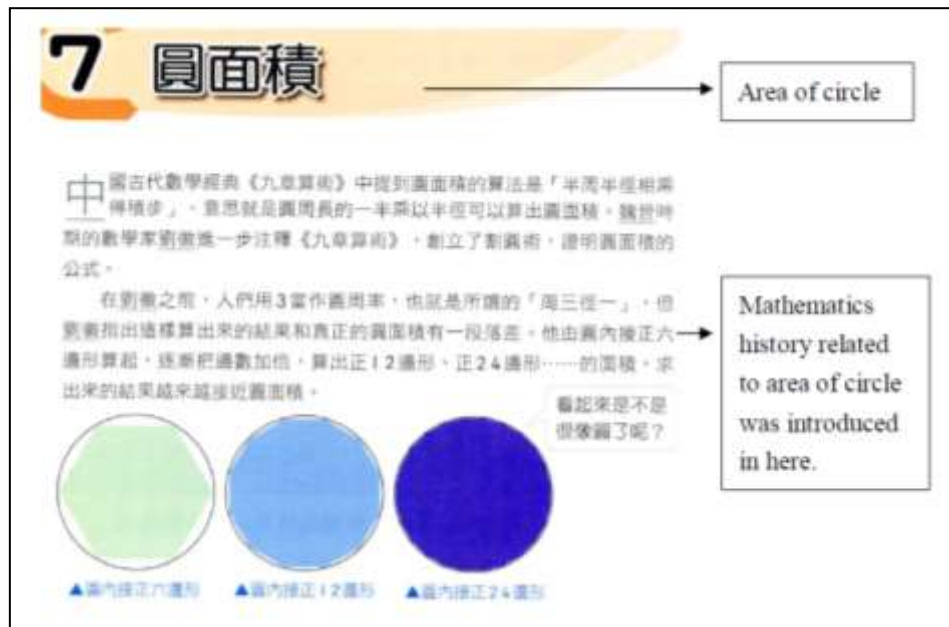 7 圓面積
Area of circle
中國古代數學經典《九章算術》中提到圓面積的算法是「半周半徑相乘
得積步」，意思就是圓周長的一半乘以半徑可以算出圓面積。魏晉時
期的數學家劉徽進一步注釋《九章算術》，創立了割圓術，證明圓面積的
公式。
在劉徽之前，人們用3當作圓周率，也就是所謂的「周三徑一」，但
劉徽指出這樣算出來的結果和真正的圓面積有一段落差。他由圓內接正六
邊形算起，逐漸把邊數加倍，算出正12邊形、正24邊形……的面積，求
出來的結果越來越接近圓面積。
Mathematics
history related
to area of circle
was introduced
in here.
看起來是不是
很像圓了呢？
▲圓內接正六邊形
▲圓內接正12邊形
▲圓內接正24邊形